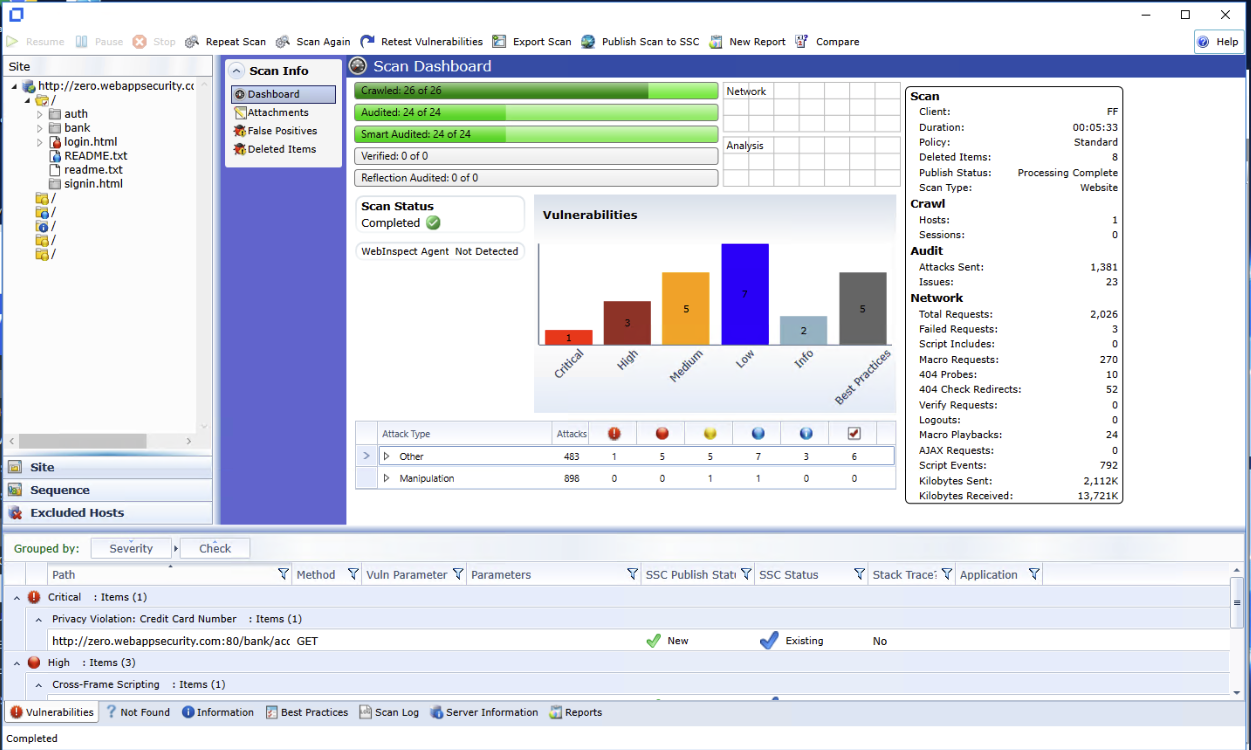 Resume Pause Stop Repeat Scan Scan Again Retest Vulnerabilities Export Scan Publish Scan to SSC New Report Compare Help
Site
http://zero.webappsecurity.cc
/
auth
bank
login.html
README.txt
readme.txt
signin.html
/
/
/
/
/
Site
Sequence
Excluded Hosts
Scan Info
Dashboard
Attachments
False Positives
Deleted Items
Scan Dashboard
Crawled: 26 of 26
Audited: 24 of 24
Smart Audited: 24 of 24
Verified: 0 of 0
Reflection Audited: 0 of 0
Network
Analysis
Scan Status
Completed
WebInspect Agent Not Detected
Vulnerabilities
1 3 5 7 2 5
Critical High Medium Low Info Best Practices
Attack Type Attacks
Other 483 1 5 5 7 3 6
Manipulation 898 0 0 1 1 0 0
Scan
Client: FF
Duration: 00:05:33
Policy: Standard
Deleted Items: 8
Publish Status: Processing Complete
Scan Type: Website
Crawl
Hosts: 1
Sessions: 0
Audit
Attacks Sent: 1,381
Issues: 23
Network
Total Requests: 2,026
Failed Requests: 3
Script Includes: 0
Macro Requests: 270
404 Probes: 10
404 Check Redirects: 52
Verify Requests: 0
Logouts: 0
Macro Playbacks: 24
AJAX Requests: 0
Script Events: 792
Kilobytes Sent: 2,112K
Kilobytes Received: 13,721K
Grouped by: Severity Check
Path Method Vuln Parameter Parameters SSC Publish Statu SSC Status Stack Trace? Application
Critical : Items (1)
Privacy Violation: Credit Card Number : Items (1)
http://zero.webappsecurity.com:80/bank/acc GET New Existing No
High : Items (3)
Cross-Frame Scripting : Items (1)
Vulnerabilities Not Found Information Best Practices Scan Log Server Information Reports
Completed